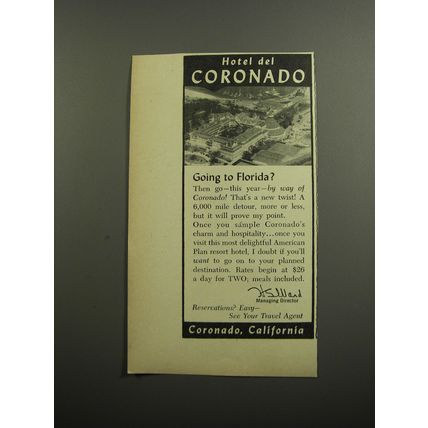 Hotel del
CORONADO
Going to Florida?
Then go—this year—by way of
Coronado! That's a new twist! A
6,000 mile detour, more or less,
but it will prove my point.
Once you sample Coronado's
charm and hospitality...once you
visit this most delightful American
Plan resort hotel, I doubt if you'll
want to go on to your planned
destination. Rates begin at $26
a day for TWO; meals included.
Managing Director
Reservations? Easy—
See Your Travel Agent
Coronado, California